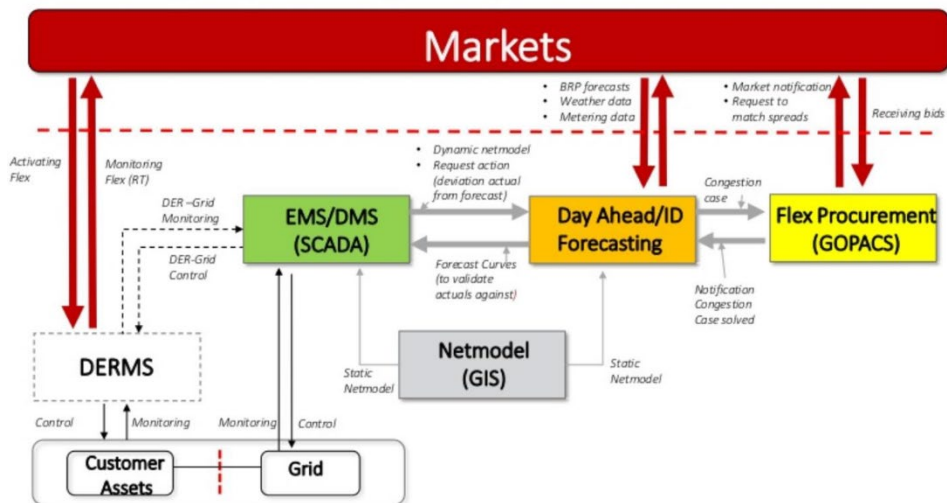 Markets
• BRP forecasts
• Weather data
• Metering data
• Market notification
• Request to
match spreads
Receiving bids
Activating
Flex
Monitoring
Flex (RT)
• Dynamic netmodel
• Request action
(deviation actual
from forecast)
Congestion
case
DER –Grid
Monitoring
EMS/DMS
(SCADA)
Day Ahead/ID
Forecasting
Flex Procurement
(GOPACS)
DER-Grid
Control
Forecast Curves
(to validate
actuals against)
Notification
Congestion
Case solved
DERMS
Netmodel
(GIS)
Static
Netmodel
Static
Netmodel
Control
Monitoring
Monitoring
Control
Customer
Assets
Grid